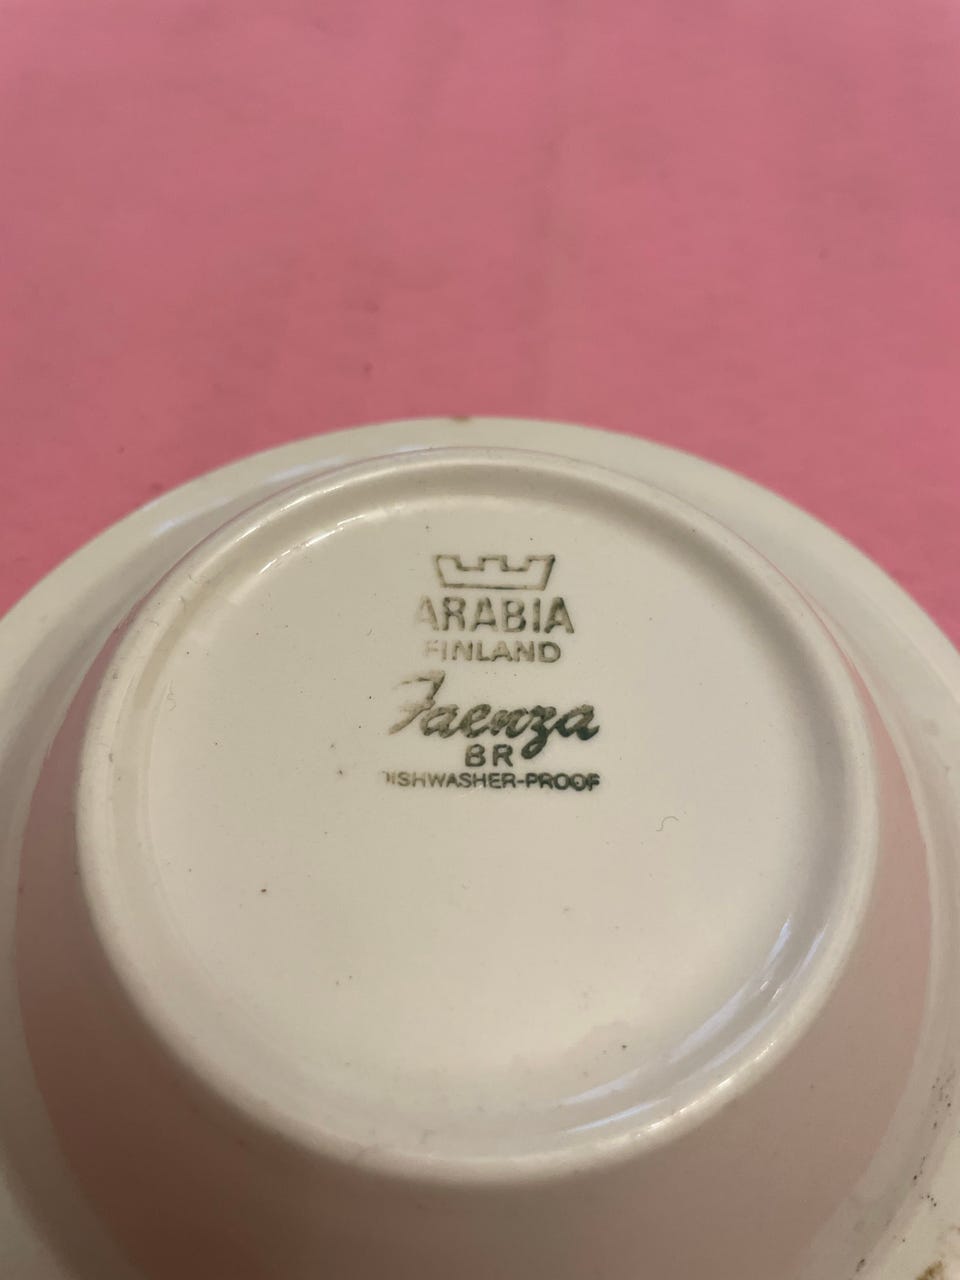 ARABIA
FINLAND
Faenza
BR
DISHWASHER-PROOF